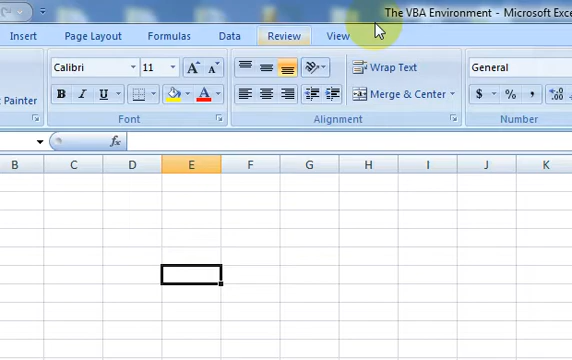 The VBA Environment - Microsoft Exce
Insert Page Layout Formulas Data Review View
Calibri 11 A A Wrap Text General
Painter B I U A Merge & Center $ % , .00
Font Alignment Number
fx
B C D E F G H I J K